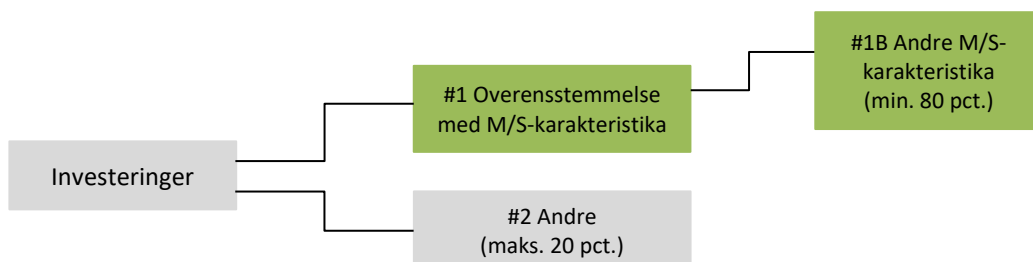 Investeringer
#1 Overensstemmelse
med M/S-karakteristika
#1B Andre M/S-
karakteristika
(min. 80 pct.)
#2 Andre
(maks. 20 pct.)